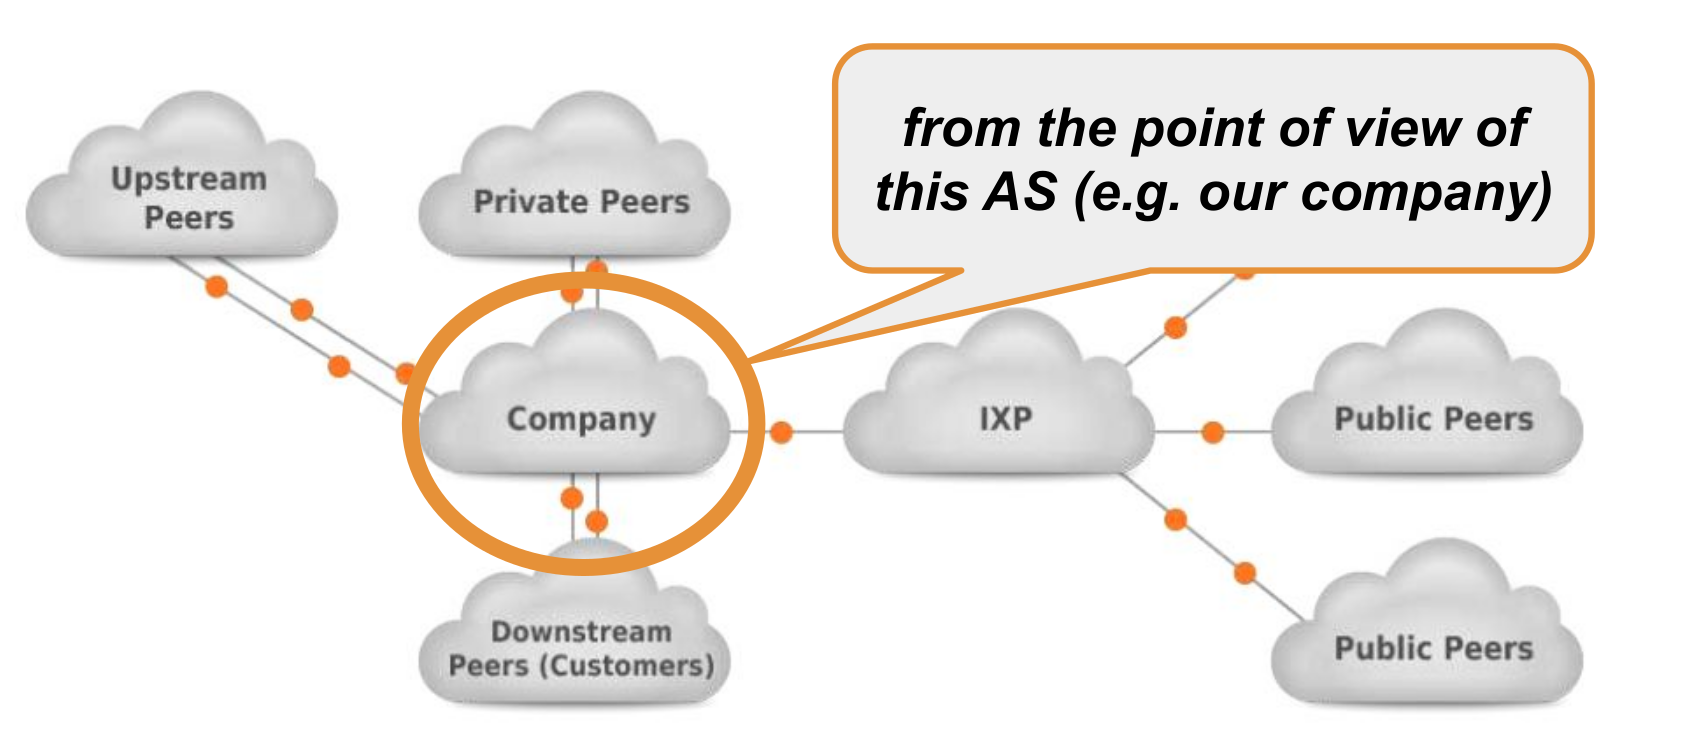 from the point of view of
this AS (e.g. our company)
Upstream
Peers
Private Peers
Company
IXP
Public Peers
Downstream
Peers (Customers)
Public Peers